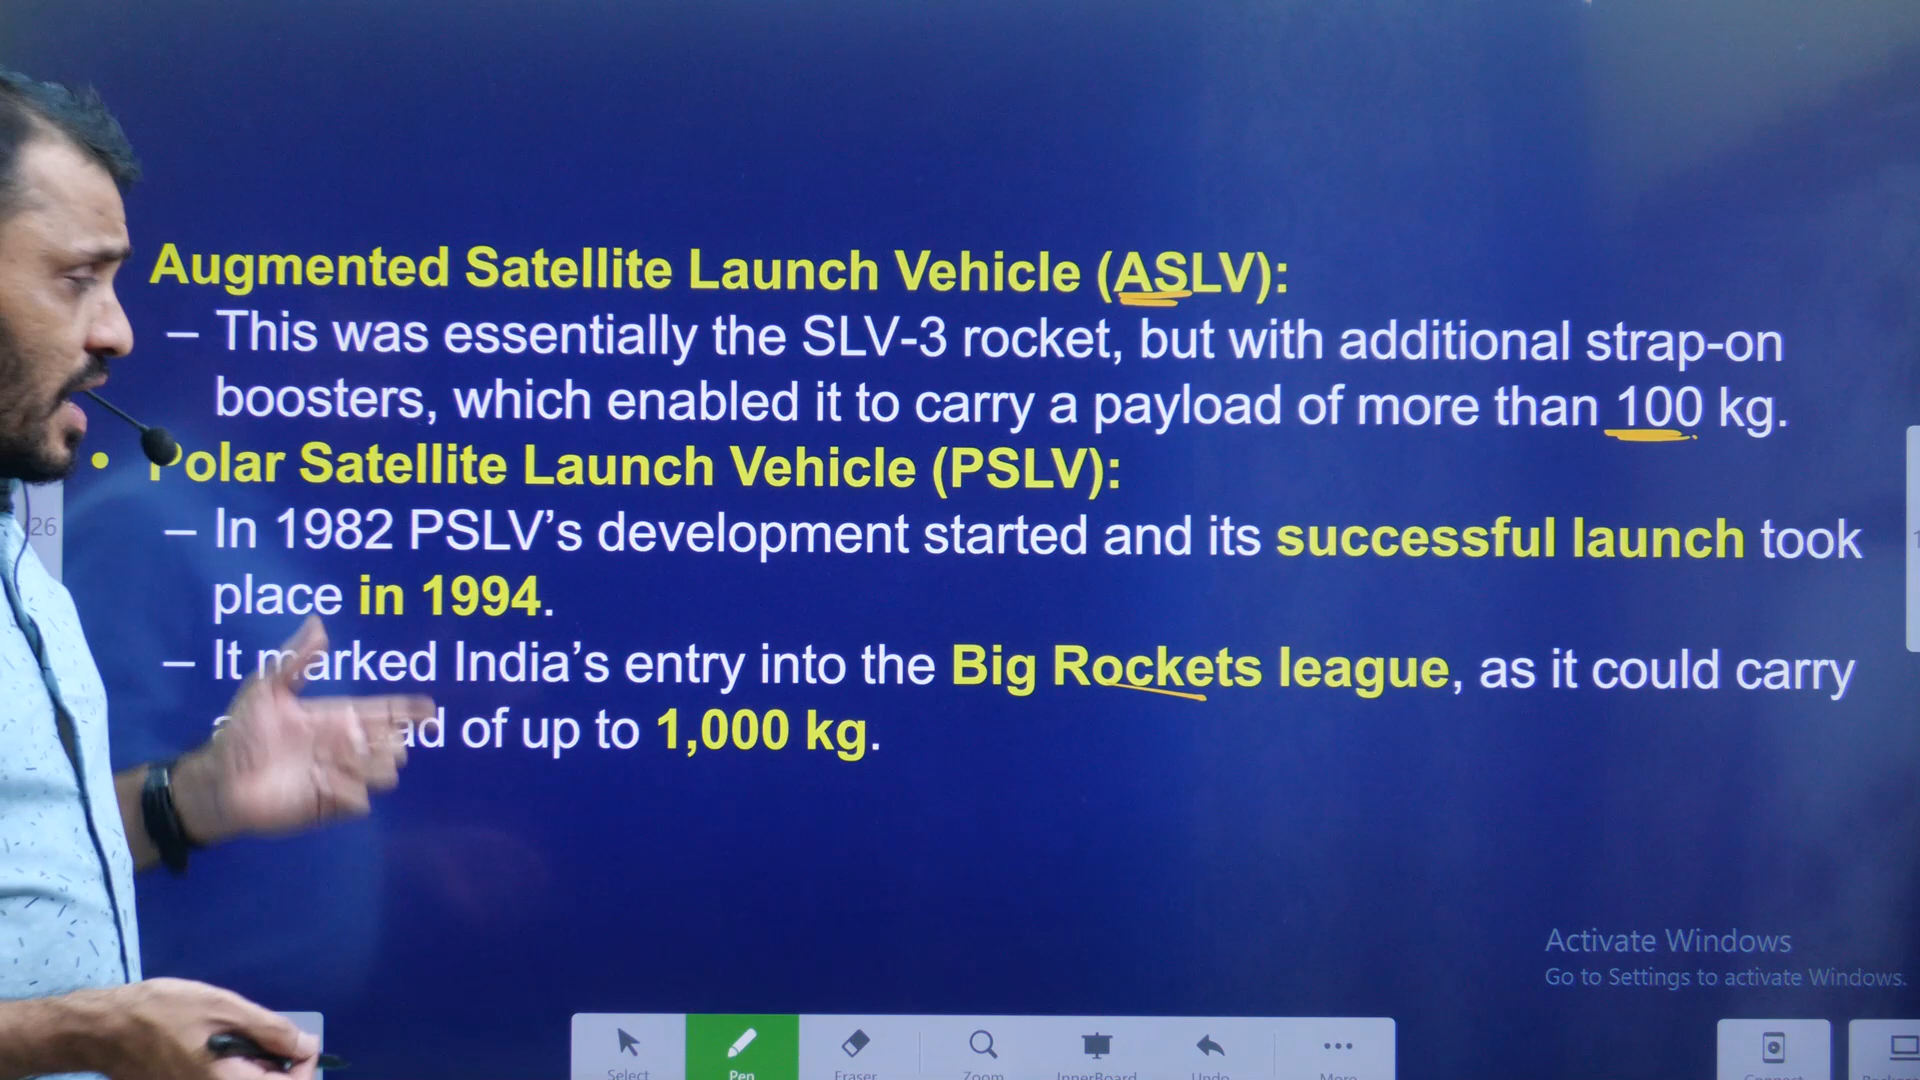 Augmented Satellite Launch Vehicle (ASLV):
– This was essentially the SLV-3 rocket, but with additional strap-on
boosters, which enabled it to carry a payload of more than 100 kg.
• Polar Satellite Launch Vehicle (PSLV):
26
– In 1982 PSLV’s development started and its successful launch took
place in 1994.
– It marked India’s entry into the Big Rockets league, as it could carry
of up to 1,000 kg.
Activate Windows
Go to Settings to activate Windows.
Select Pen Eraser Zoom InnerBoard Undo More
Connect